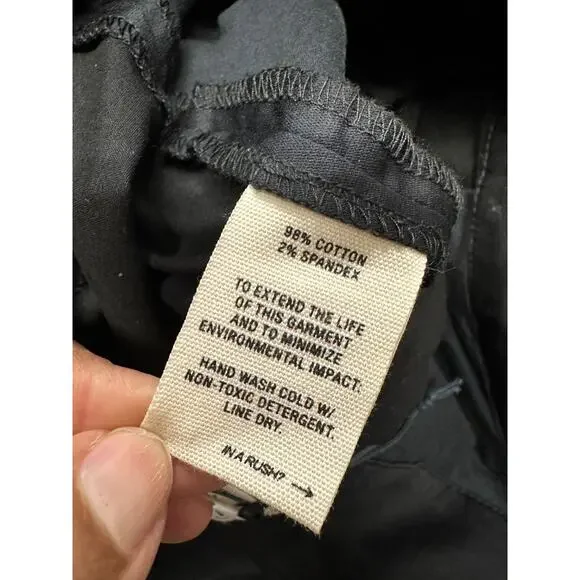 98% COTTON
2% SPANDEX
TO EXTEND THE LIFE
OF THIS GARMENT
AND TO MINIMIZE
ENVIRONMENTAL IMPACT:
HAND WASH COLD W/
NON-TOXIC DETERGENT.
LINE DRY.
IN A RUSH? →